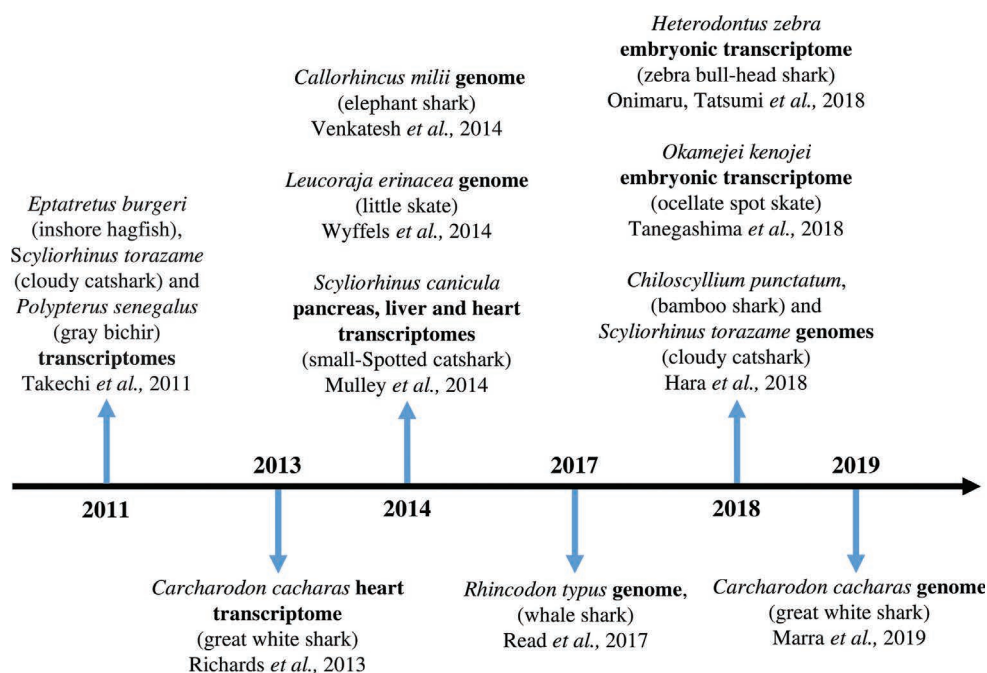 Eptatretus burgeri
(inshore hagfish),
Scyliorhinus torazame
(cloudy catshark) and
Polypterus senegalus
(gray bichir)
transcriptomes
Takechi et al., 2011
Callorhincus milii genome
(elephant shark)
Venkatesh et al., 2014
Leucoraja erinacea genome
(little skate)
Wyffels et al., 2014
Scyliorhinus canicula
pancreas, liver and heart
transcriptomes
(small-Spotted catshark)
Mulley et al., 2014
Heterodontus zebra
embryonic transcriptome
(zebra bull-head shark)
Onimaru, Tatsumi et al., 2018
Okamejei kenojei
embryonic transcriptome
(ocellate spot skate)
Tanegashima et al., 2018
Chiloscyllium punctatum,
(bamboo shark) and
Scyliorhinus torazame genomes
(cloudy catshark)
Hara et al., 2018
2013
2017
2019
2011
2014
2018
Carcharodon cacharas heart
transcriptome
(great white shark)
Richards et al., 2013
Rhincodon typus genome,
(whale shark)
Read et al., 2017
Carcharodon cacharas genome
(great white shark)
Marra et al., 2019